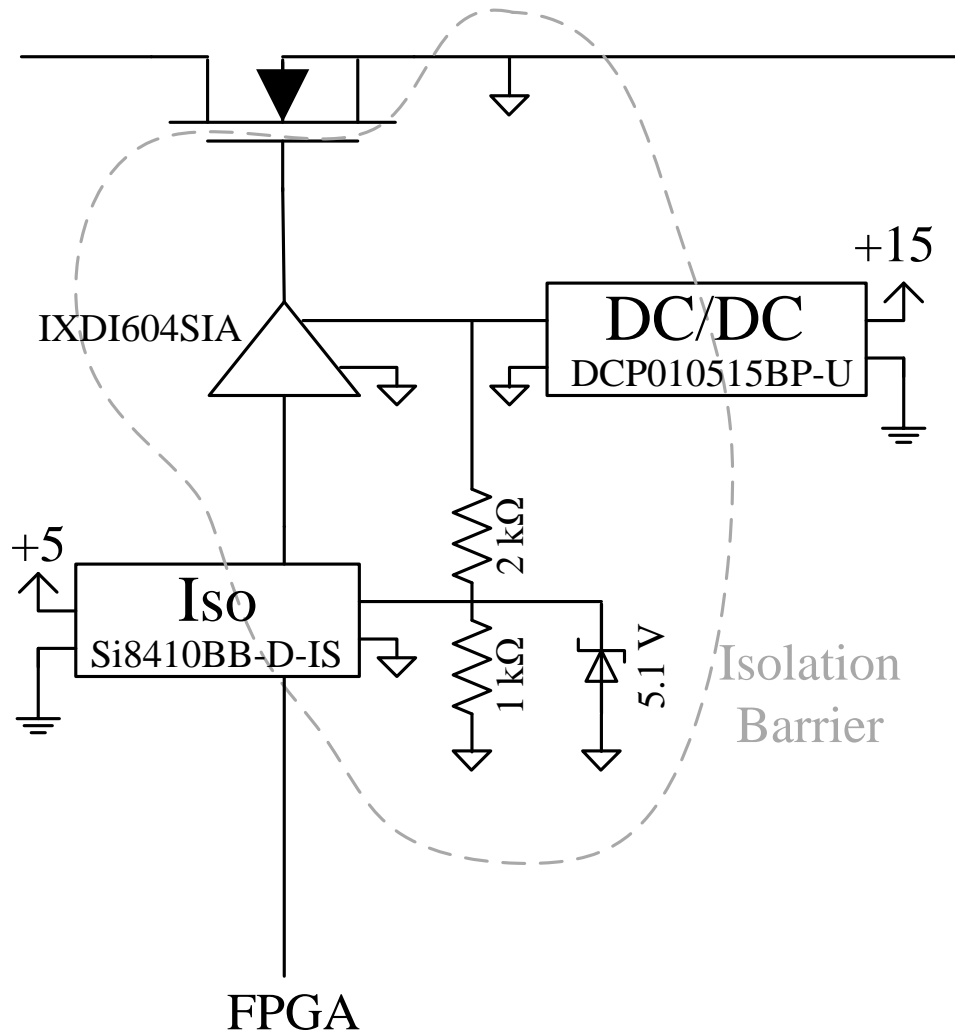 +15
IXDI604SIA
DC/DC
DCP010515BP-U
2 kΩ
+5
Iso
Si8410BB-D-IS
1 kΩ
5.1 V
Isolation
Barrier
FPGA